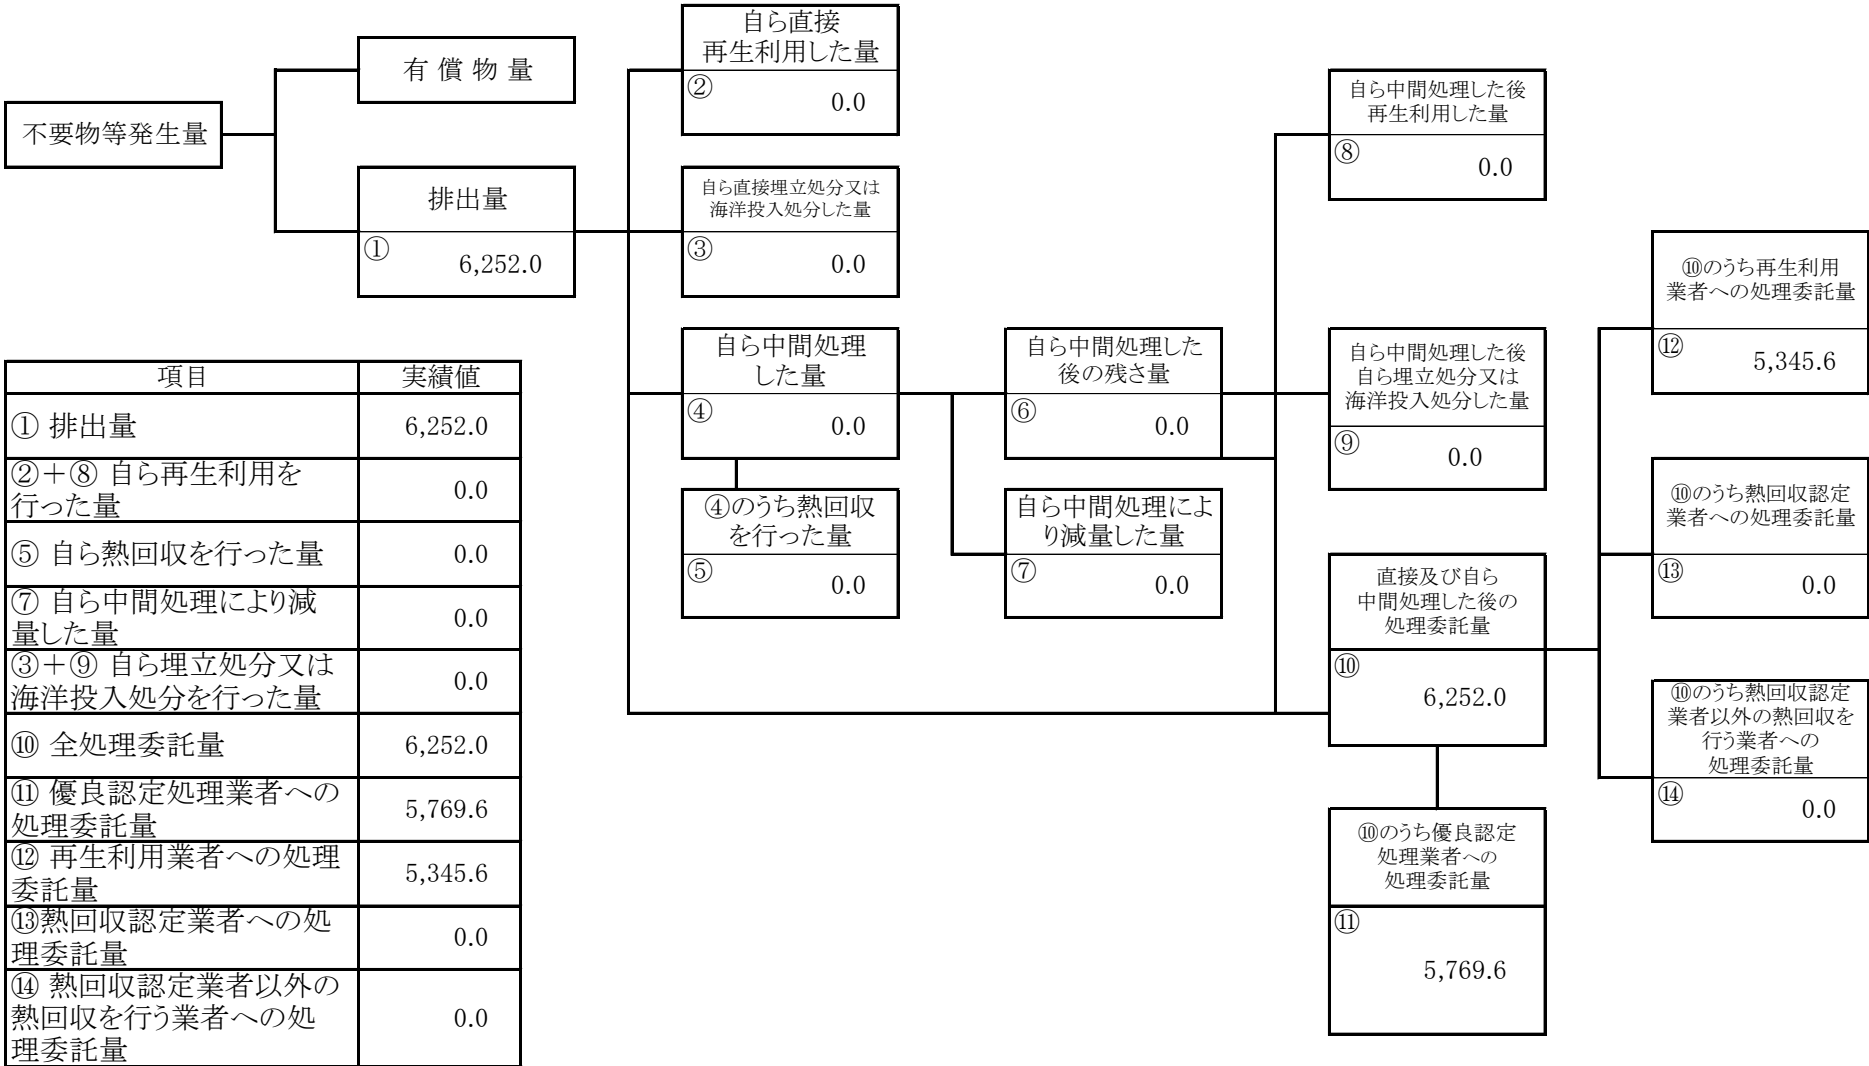 自ら直接
再生利用した量
②
0.0
有 償 物 量
不要物等発生量
排出量
①
6,252.0
自ら直接埋立処分又は
海洋投入処分した量
③
0.0
自ら中間処理した後
再生利用した量
⑧
0.0
自ら中間処理
した量
④
0.0
自ら中間処理した
後の残さ量
⑥
0.0
自ら中間処理した後
自ら埋立処分又は
海洋投入処分した量
⑨
0.0
⑩のうち再生利用
業者への処理委託量
⑫
5,345.6
④のうち熱回収
を行った量
⑤
0.0
自ら中間処理によ
り減量した量
⑦
0.0
⑩のうち熱回収認定
業者への処理委託量
⑬
0.0
直接及び自ら
中間処理した後の
処理委託量
⑩
6,252.0
⑩のうち熱回収認定
業者以外の熱回収を
行う業者への
処理委託量
⑭
0.0
⑩のうち優良認定
処理業者への
処理委託量
⑪
5,769.6
項目 実績値
① 排出量 6,252.0
②＋⑧ 自ら再生利用を
行った量 0.0
⑤ 自ら熱回収を行った量 0.0
⑦ 自ら中間処理により減
量した量 0.0
③＋⑨ 自ら埋立処分又は
海洋投入処分を行った量 0.0
⑩ 全処理委託量 6,252.0
⑪ 優良認定処理業者への
処理委託量 5,769.6
⑫ 再生利用業者への処理
委託量 5,345.6
⑬熱回収認定業者への処
理委託量 0.0
⑭ 熱回収認定業者以外の
熱回収を行う業者への処
理委託量 0.0